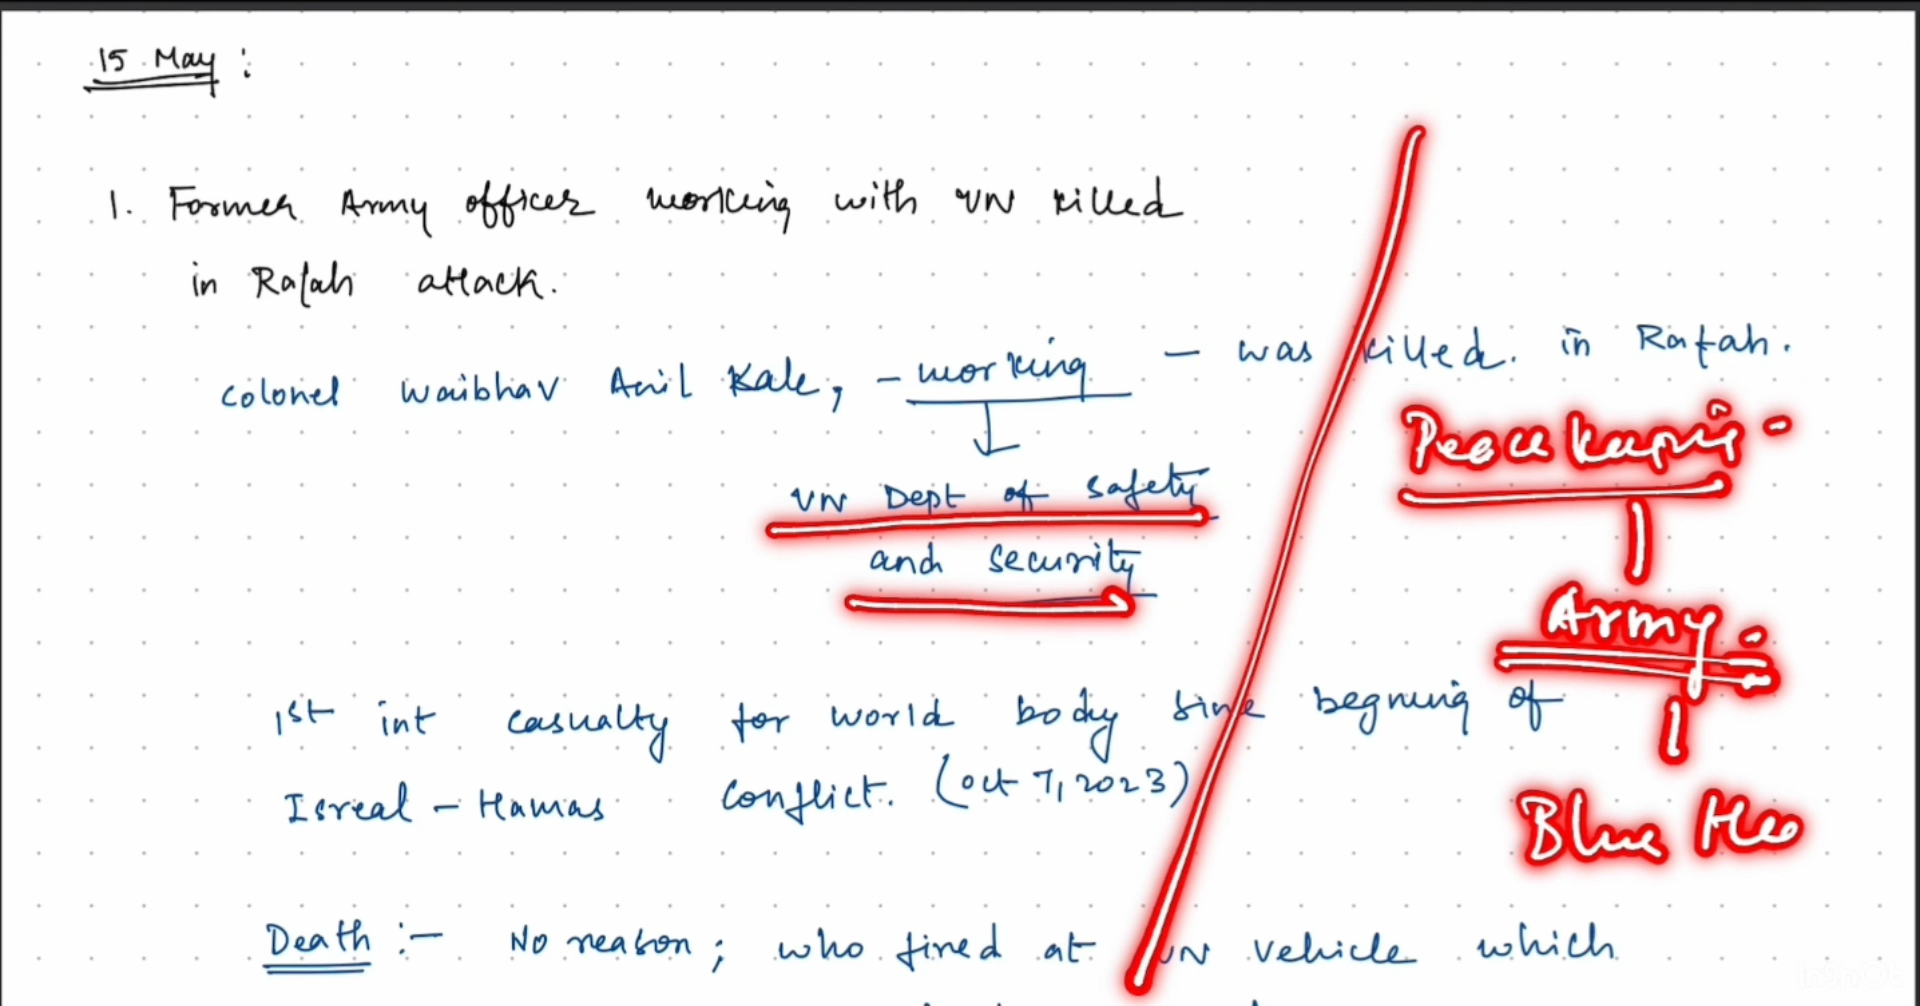 15 May :
1. Former Army officer working with UN killed
in Rafah attack.
colonel Waibhav Anil Kale, - working - was killed. in Rafah.
UN Dept of Safety
and security
Peace keeping -
Army :
Blue
1st int casualty for world body since begnning of
Isreal - Hamas conflict. (oct 7, 2023)
Death :- No reason ; who fired at UN vehicle which